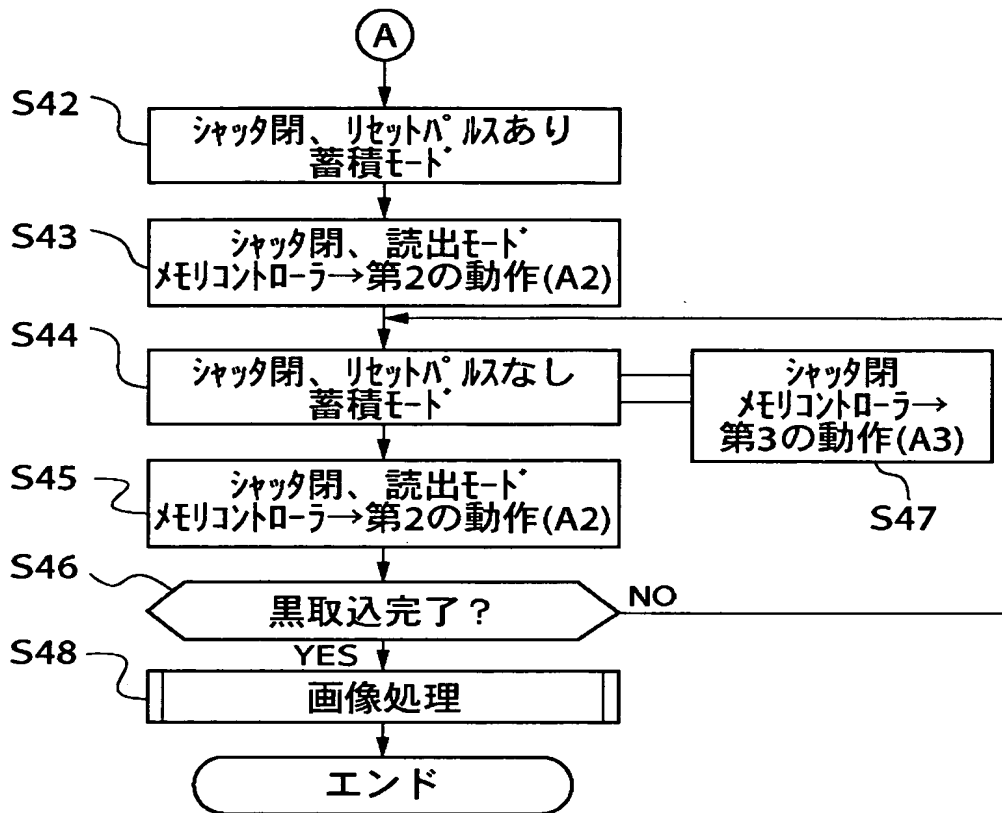 A
S42
シャッタ閉、リセットパルスあり
蓄積モード
S43
シャッタ閉、読出モード
メモリコントローラ→第2の動作(A2)
S44
シャッタ閉、リセットパルスなし
蓄積モード
シャッタ閉
メモリコントローラ→
第3の動作(A3)
S47
S45
シャッタ閉、読出モード
メモリコントローラ→第2の動作(A2)
S46
黒取込完了？
NO
YES
S48
画像処理
エンド